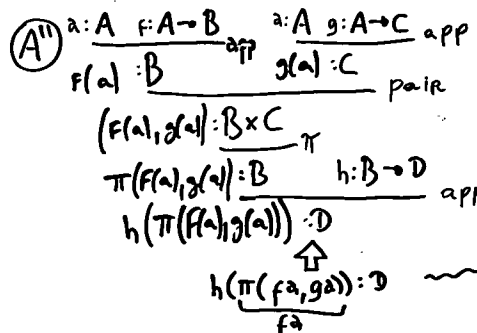 A'' a:A f:A→B app a:A g:A→C app
f(a) :B g(a) :C pair
(f(a),g(a)):B×C π
π(f(a),g(a)):B h:B→D app
h(π(f(a),g(a))):D
⇧
h(π(fa,ga)):D
fa